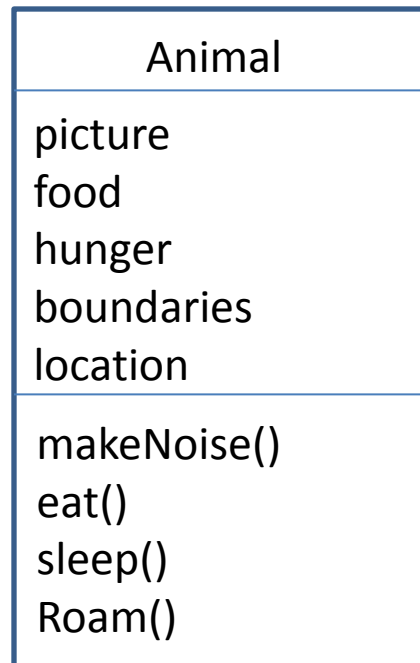 Animal
picture
food
hunger
boundaries
location
makeNoise()
eat()
sleep()
Roam()